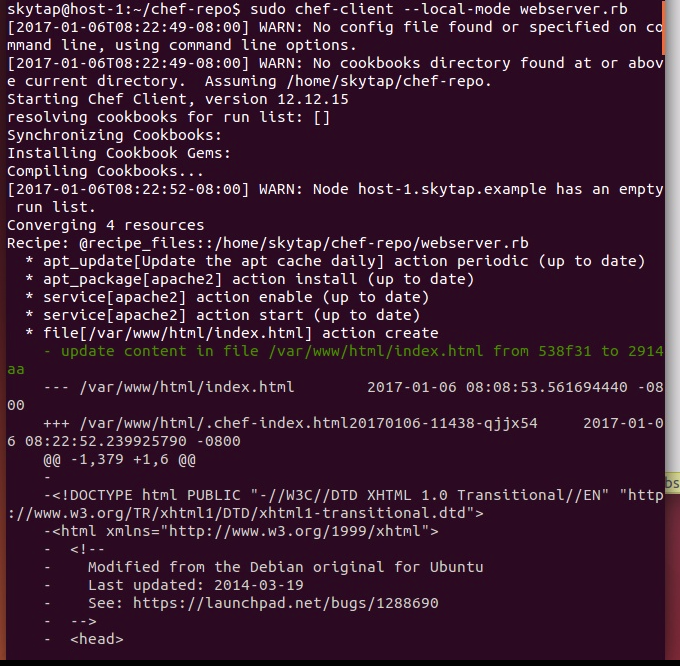 skytap@host-1:~/chef-repo$ sudo chef-client --local-mode webserver.rb
[2017-01-06T08:22:49-08:00] WARN: No config file found or specified on co
mmand line, using command line options.
[2017-01-06T08:22:49-08:00] WARN: No cookbooks directory found at or abov
e current directory.  Assuming /home/skytap/chef-repo.
Starting Chef Client, version 12.12.15
resolving cookbooks for run list: []
Synchronizing Cookbooks:
Installing Cookbook Gems:
Compiling Cookbooks...
[2017-01-06T08:22:52-08:00] WARN: Node host-1.skytap.example has an empty
 run list.
Converging 4 resources
Recipe: @recipe_files::/home/skytap/chef-repo/webserver.rb
  * apt_update[Update the apt cache daily] action periodic (up to date)
  * apt_package[apache2] action install (up to date)
  * service[apache2] action enable (up to date)
  * service[apache2] action start (up to date)
  * file[/var/www/html/index.html] action create
    - update content in file /var/www/html/index.html from 538f31 to 2914
aa
    --- /var/www/html/index.html        2017-01-06 08:08:53.561694440 -08
00
    +++ /var/www/html/.chef-index.html20170106-11438-qjjx54     2017-01-0
6 08:22:52.239925790 -0800
    @@ -1,379 +1,6 @@
    -
    -<!DOCTYPE html PUBLIC "-//W3C//DTD XHTML 1.0 Transitional//EN" "http
://www.w3.org/TR/xhtml1/DTD/xhtml1-transitional.dtd">
    -<html xmlns="http://www.w3.org/1999/xhtml">
    -  <!--
    -    Modified from the Debian original for Ubuntu
    -    Last updated: 2014-03-19
    -    See: https://launchpad.net/bugs/1288690
    -  -->
    -  <head>
bs